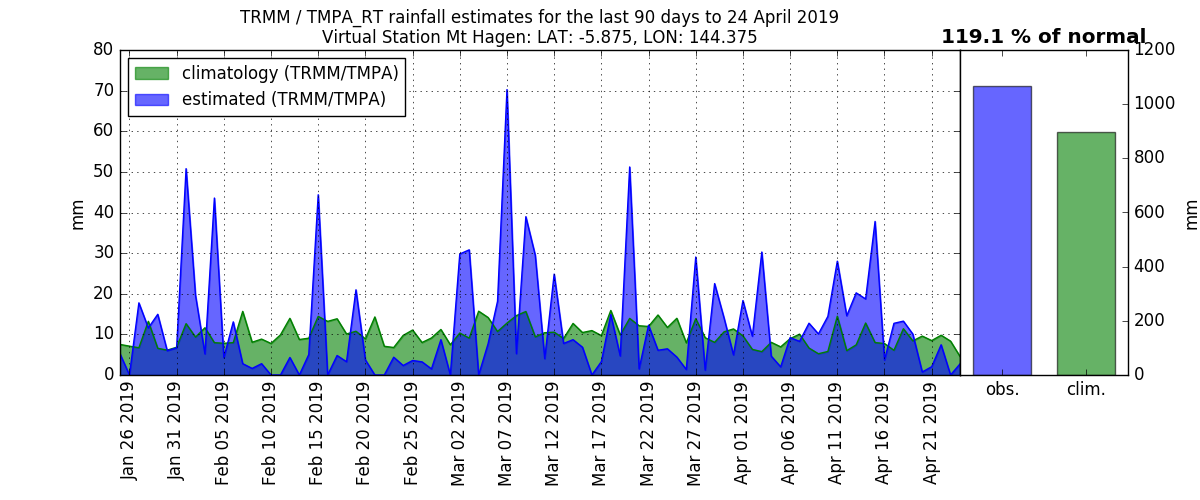 TRMM / TMPA_RT rainfall estimates for the last 90 days to 24 April 2019
Virtual Station Mt Hagen: LAT: -5.875, LON: 144.375
119.1 % of normal
climatology (TRMM/TMPA)
estimated (TRMM/TMPA)
80
70
60
50
40
30
20
10
0
mm
1200
1000
800
600
400
200
0
mm
Jan 26 2019
Jan 31 2019
Feb 05 2019
Feb 10 2019
Feb 15 2019
Feb 20 2019
Feb 25 2019
Mar 02 2019
Mar 07 2019
Mar 12 2019
Mar 17 2019
Mar 22 2019
Mar 27 2019
Apr 01 2019
Apr 06 2019
Apr 11 2019
Apr 16 2019
Apr 21 2019
obs.
clim.